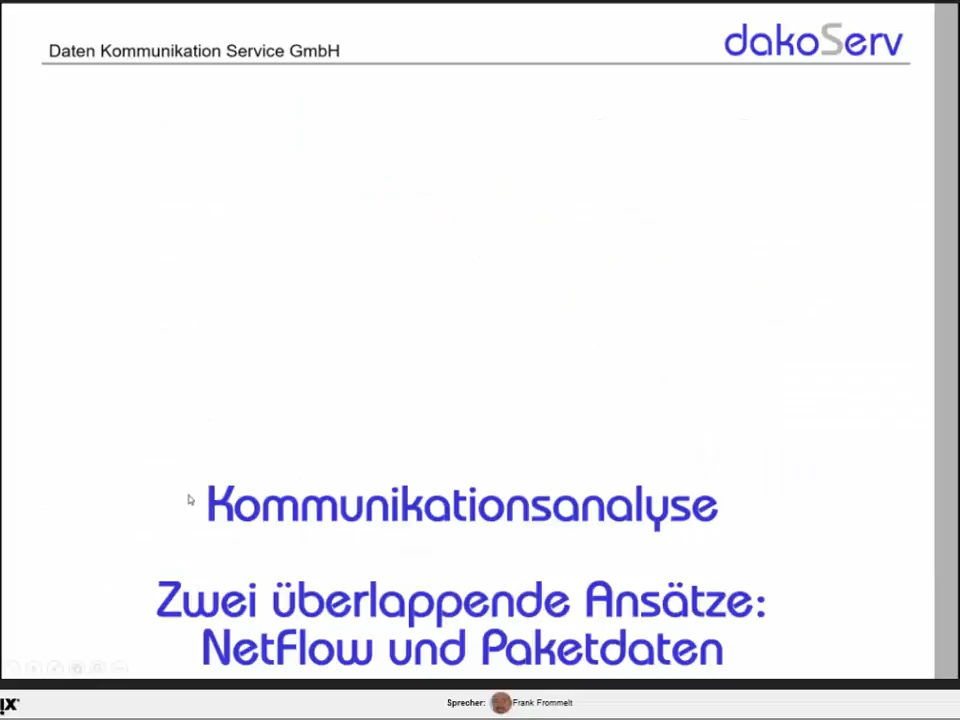 Daten Kommunikation Service GmbH
dakoServ
Kommunikationsanalyse
Zwei überlappende Ansätze:
NetFlow und Paketdaten
Sprecher: Frank Frommelt